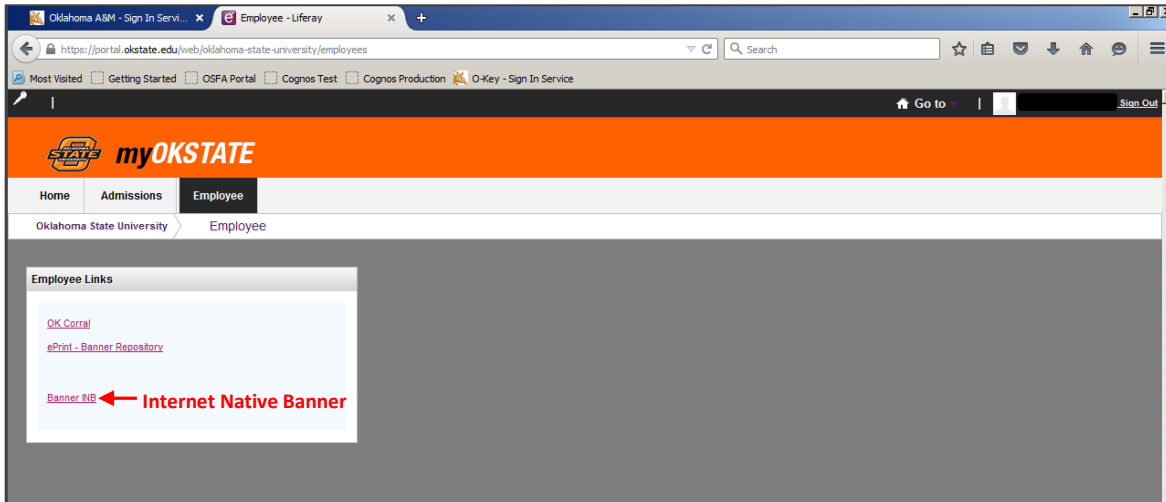 Oklahoma A&M - Sign In Servi... × Employee - Liferay × +
https://portal.okstate.edu/web/oklahoma-state-university/employees Search
Most Visited Getting Started OSFA Portal Cognos Test Cognos Production O-Key - Sign In Service
| Go to | Sign Out
STATE myOKSTATE
Home Admissions Employee
Oklahoma State University Employee
Employee Links
OK Corral
ePrint - Banner Repository
Banner INB Internet Native Banner